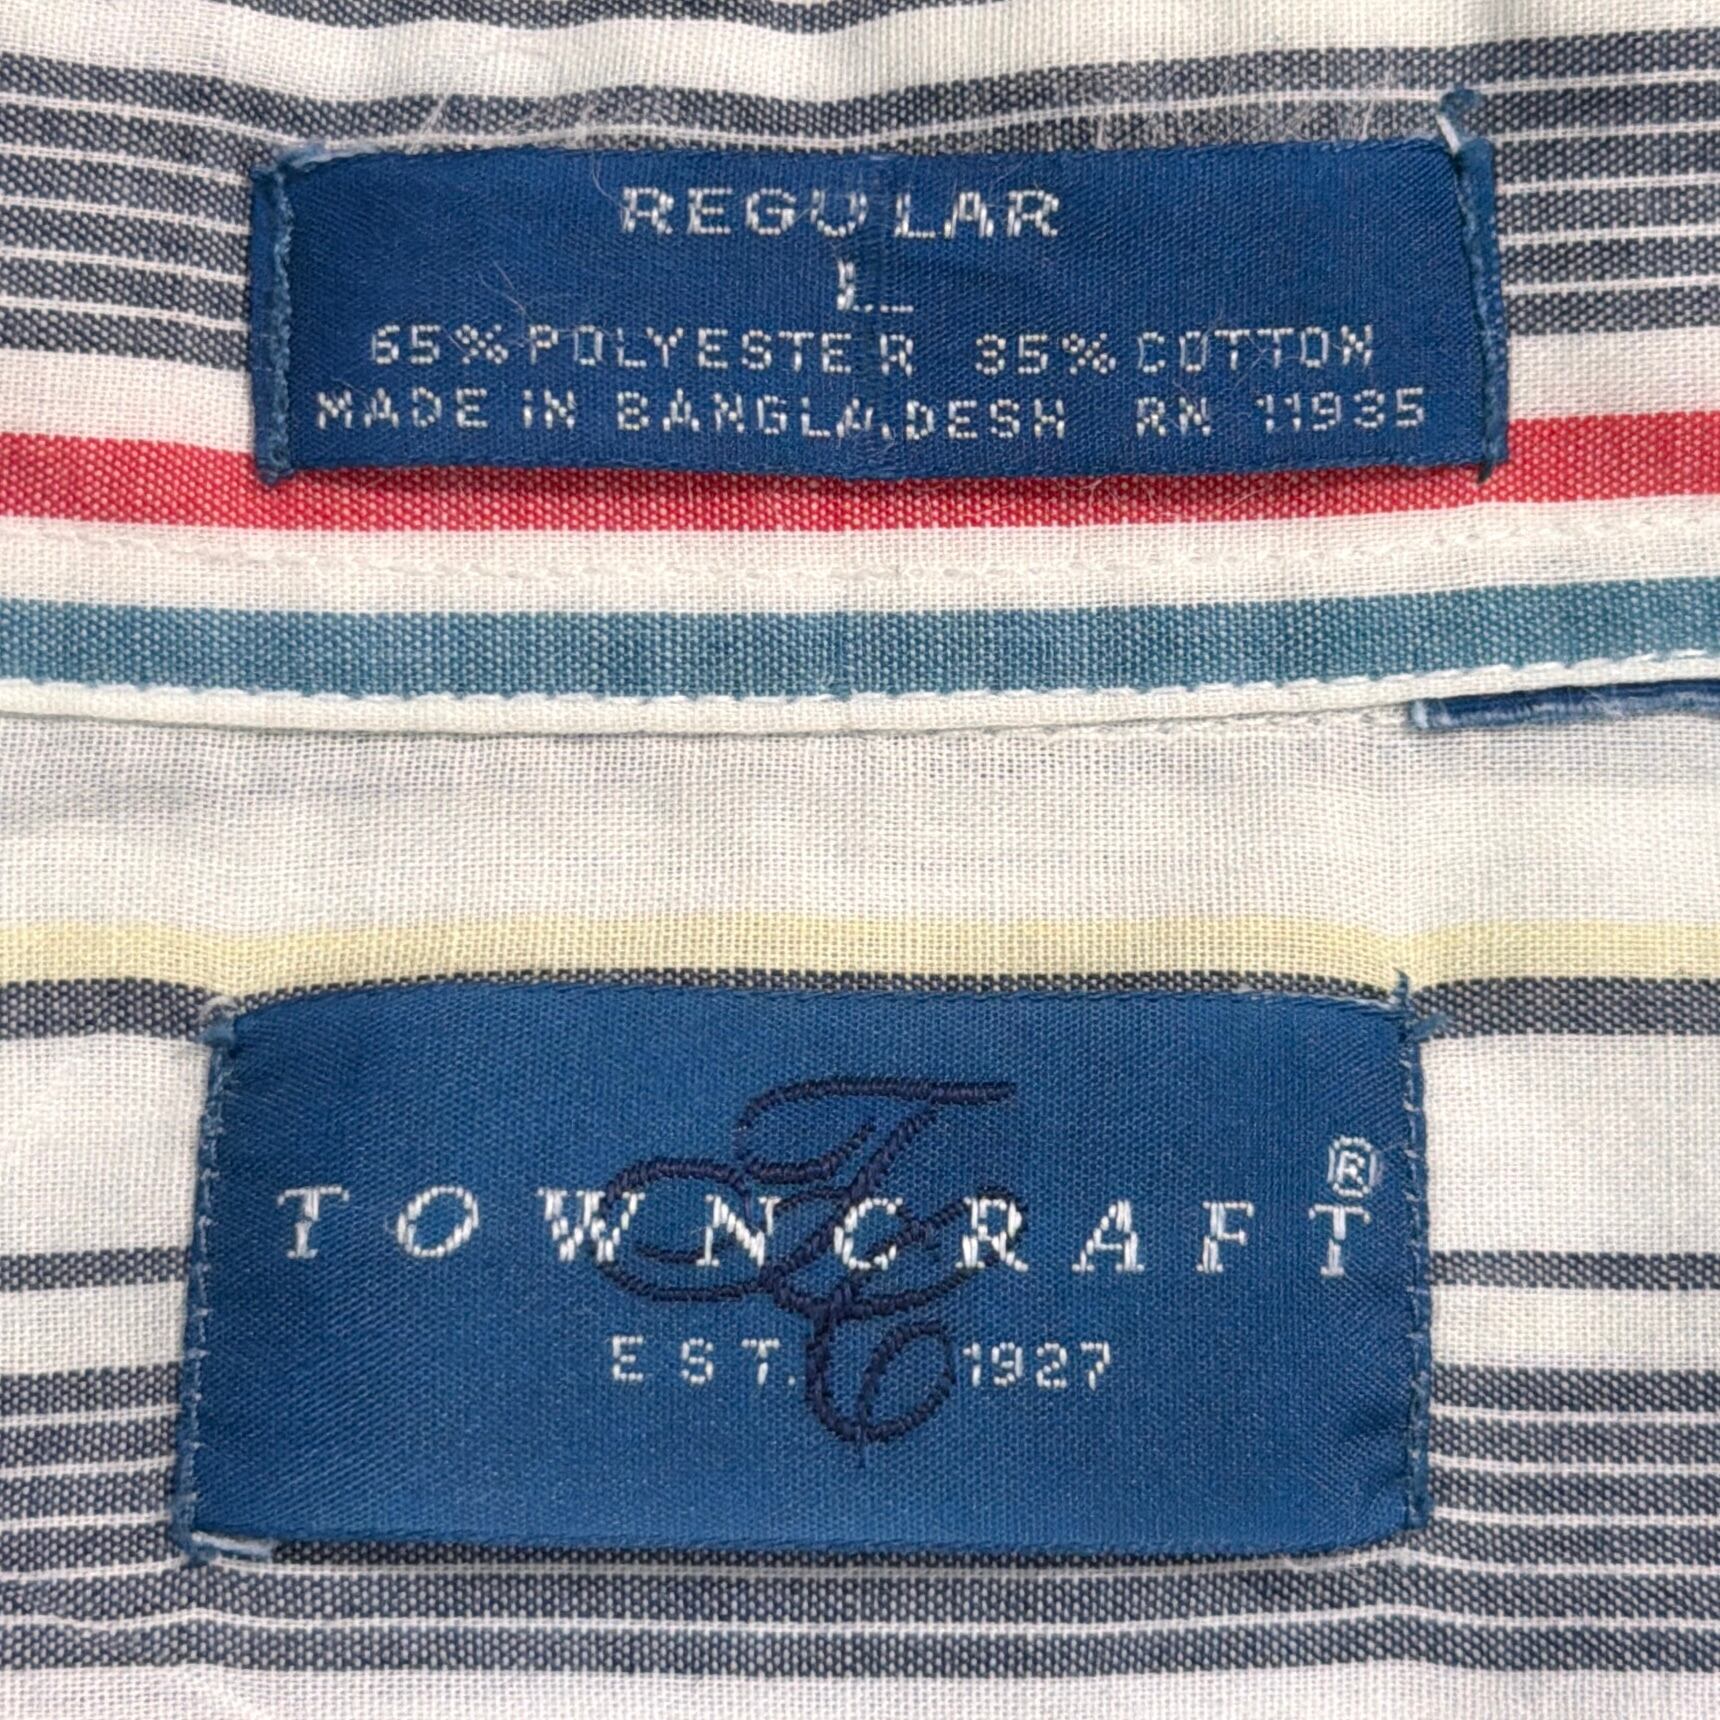 REGULAR
L
65% POLYESTER 35% COTTON
MADE IN BANGLADESH RN 11935
TOWNCRAFT®
EST. 1927